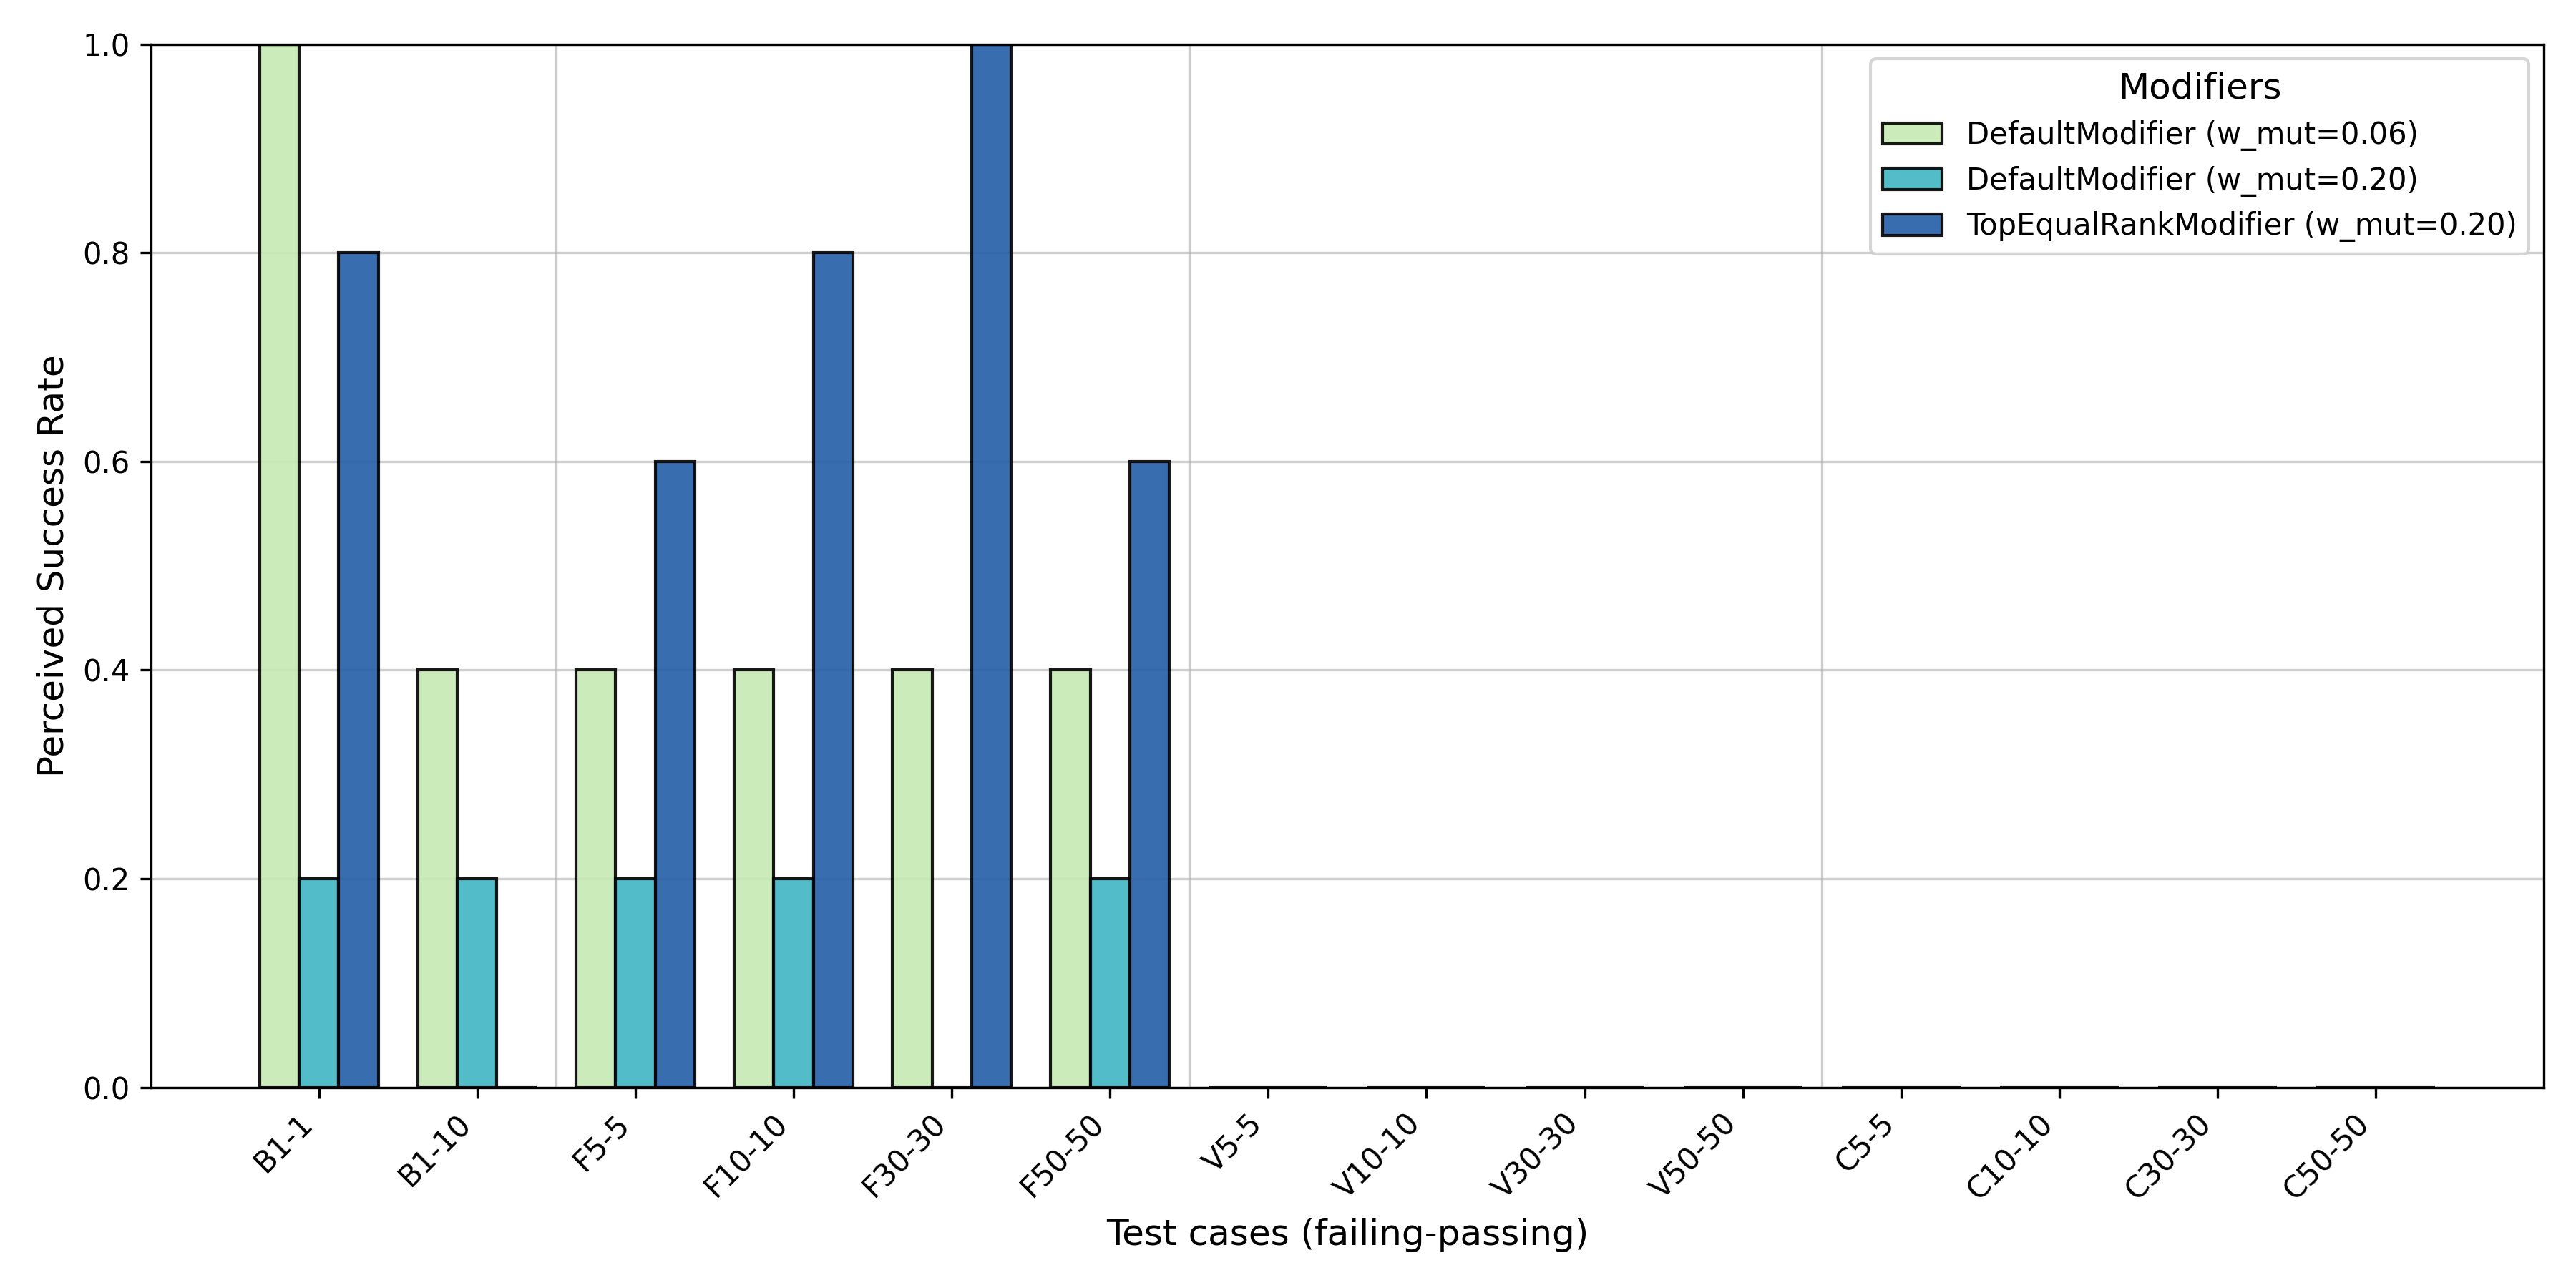 Modifiers
DefaultModifier (w_mut=0.06)
DefaultModifier (w_mut=0.20)
TopEqualRankModifier (w_mut=0.20)
Perceived Success Rate
1.0
0.8
0.6
0.4
0.2
0.0
B1-1
B1-10
F5-5
F10-10
F30-30
F50-50
V5-5
V10-10
V30-30
V50-50
C5-5
C10-10
C30-30
C50-50
Test cases (failing-passing)